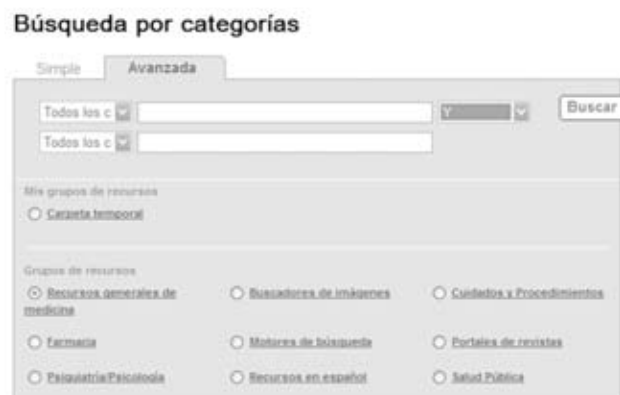 Búsqueda por categorías
Simple Avanzada
Todos los c Y Buscar
Todos los c
Mis grupos de recursos
Carpeta temporal
Grupos de recursos
Recursos generales de medicina Buscadores de imágenes Cuidados y Procedimientos
Farmacia Motores de búsqueda Portales de revistas
Psiquiatría/Psicología Recursos en español Salud Pública